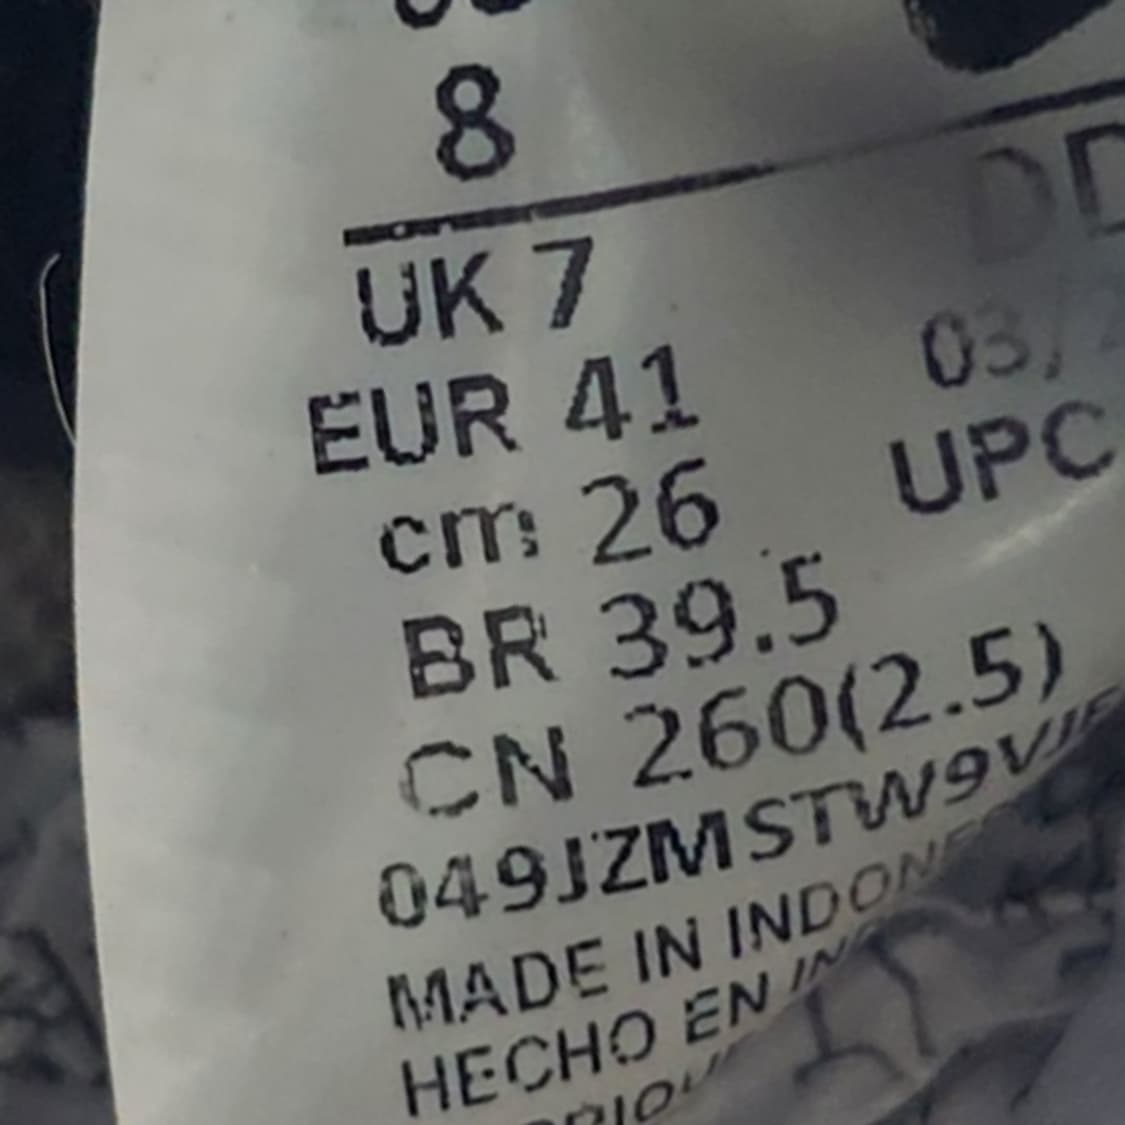 8
UK 7
EUR 41
cm 26
BR 39.5
CN 260(2.5)
03/
UPC
049JZMSTW9V
MADE IN
HECHO EN